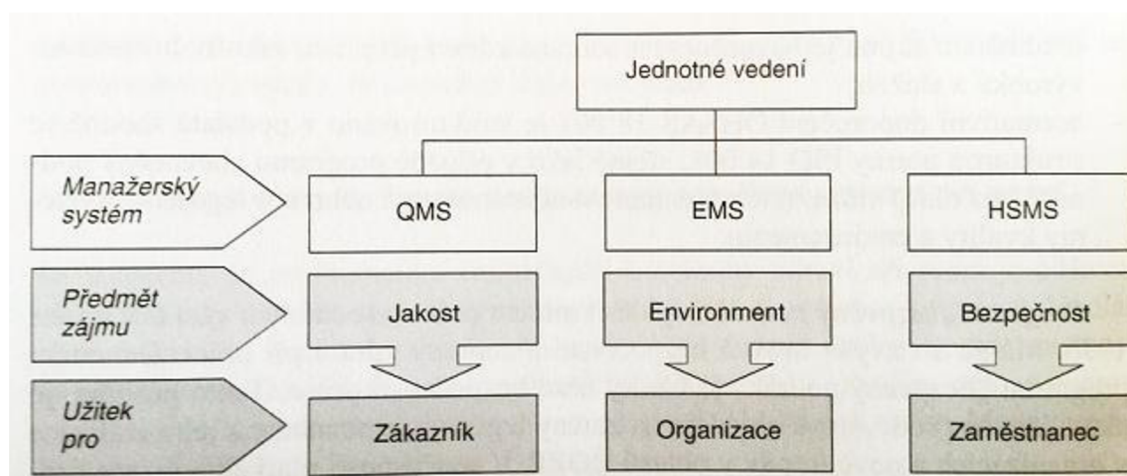 Jednotné vedení
Manažerský
systém
QMS
EMS
HSMS
Předmět
zájmu
Jakost
Environment
Bezpečnost
Užitek
pro
Zákazník
Organizace
Zaměstnanec